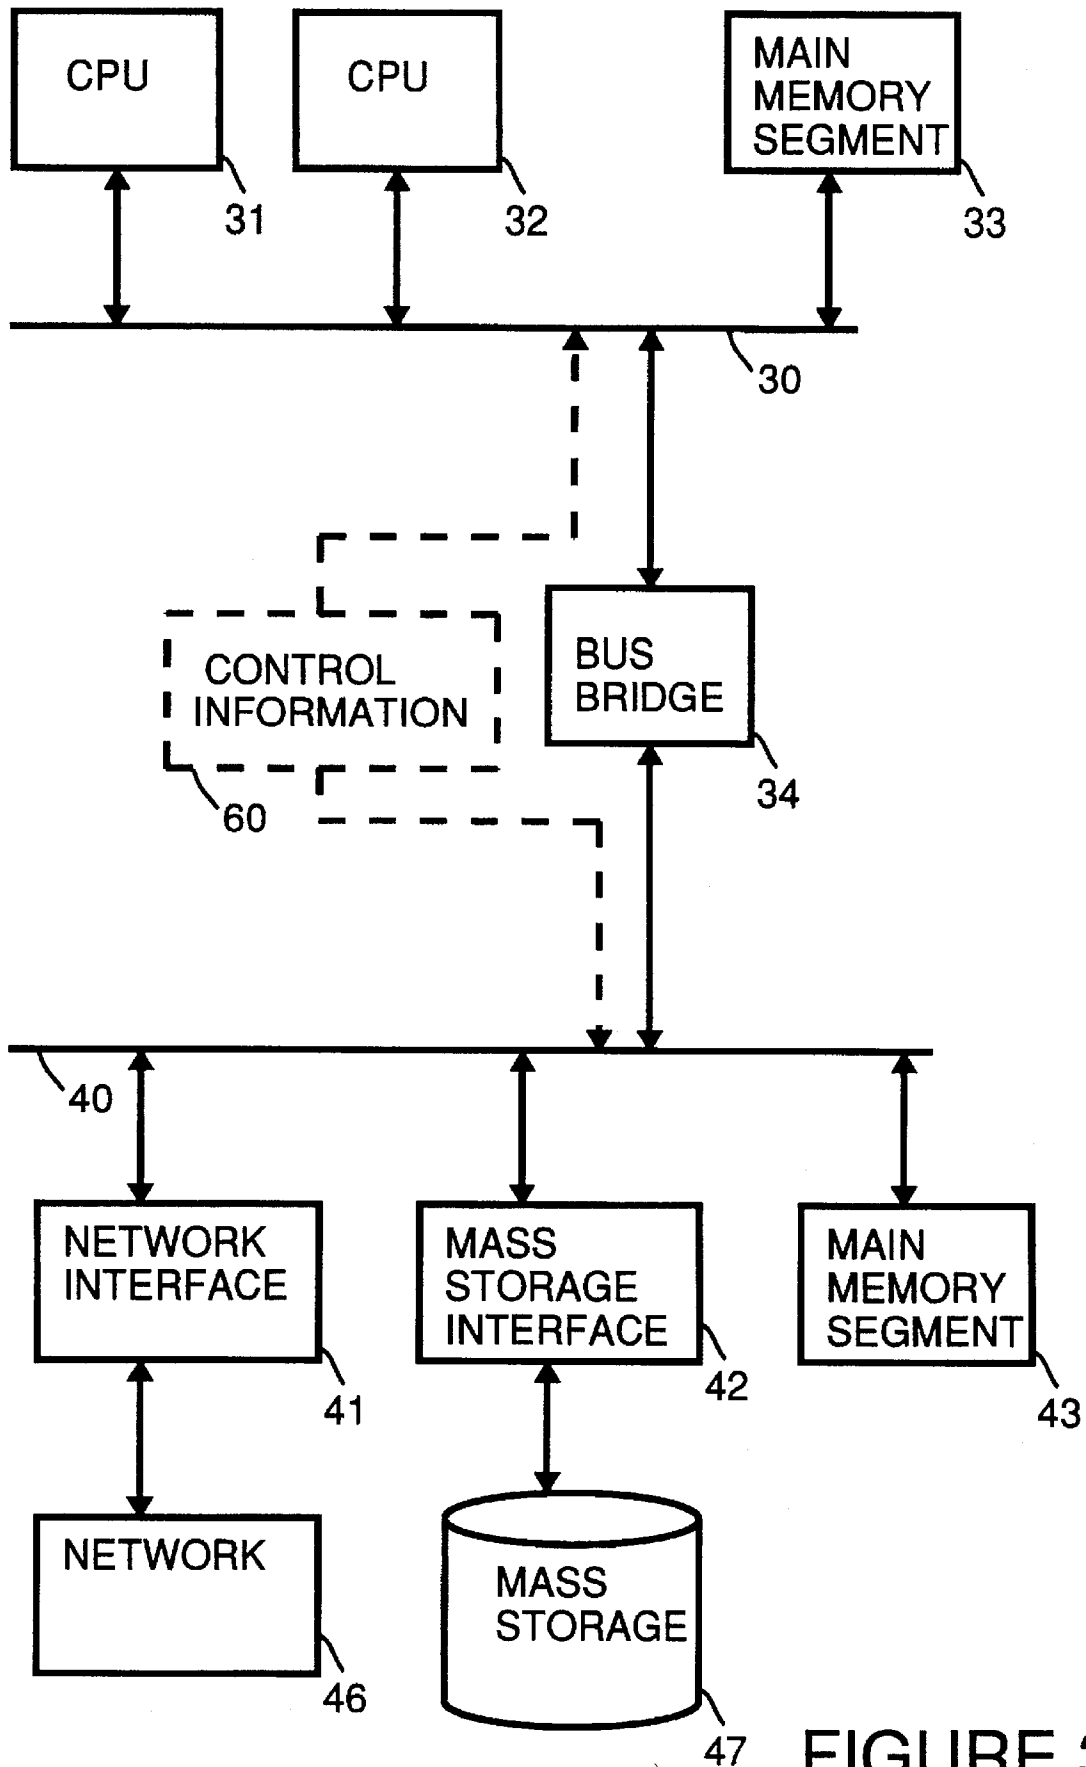 CPU
31
CPU
32
MAIN
MEMORY
SEGMENT
33
30
CONTROL
INFORMATION
60
BUS
BRIDGE
34
40
NETWORK
INTERFACE
41
MASS
STORAGE
INTERFACE
42
MAIN
MEMORY
SEGMENT
43
NETWORK
46
MASS
STORAGE
47
FIGURE